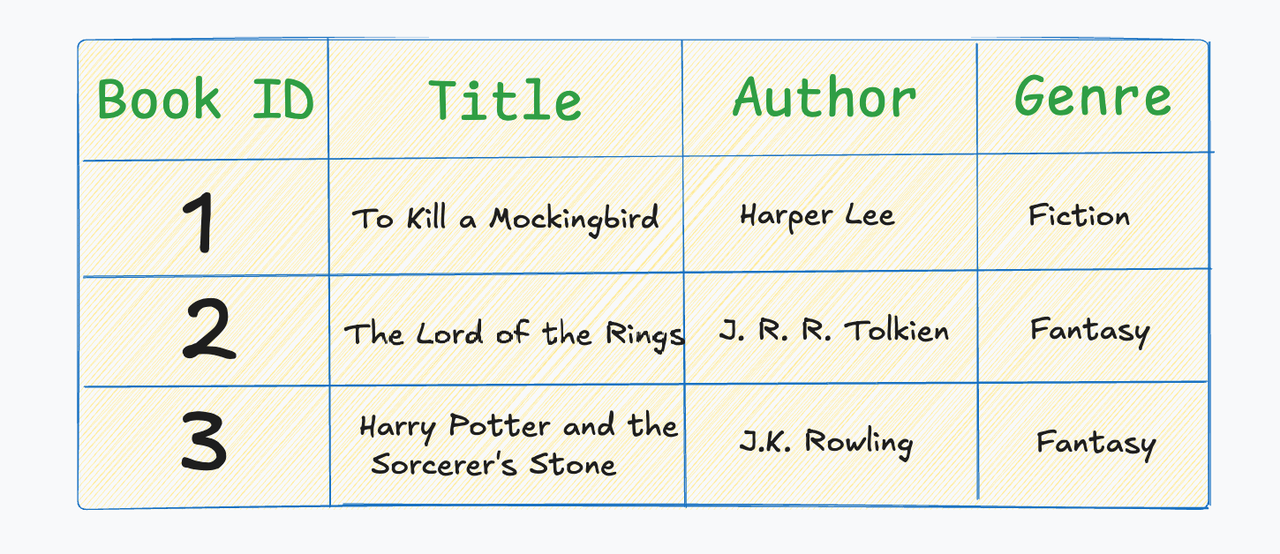 Book ID Title Author Genre
1 To Kill a Mockingbird Harper Lee Fiction
2 The Lord of the Rings J. R. R. Tolkien Fantasy
3 Harry Potter and the
Sorcerer's Stone J.K. Rowling Fantasy